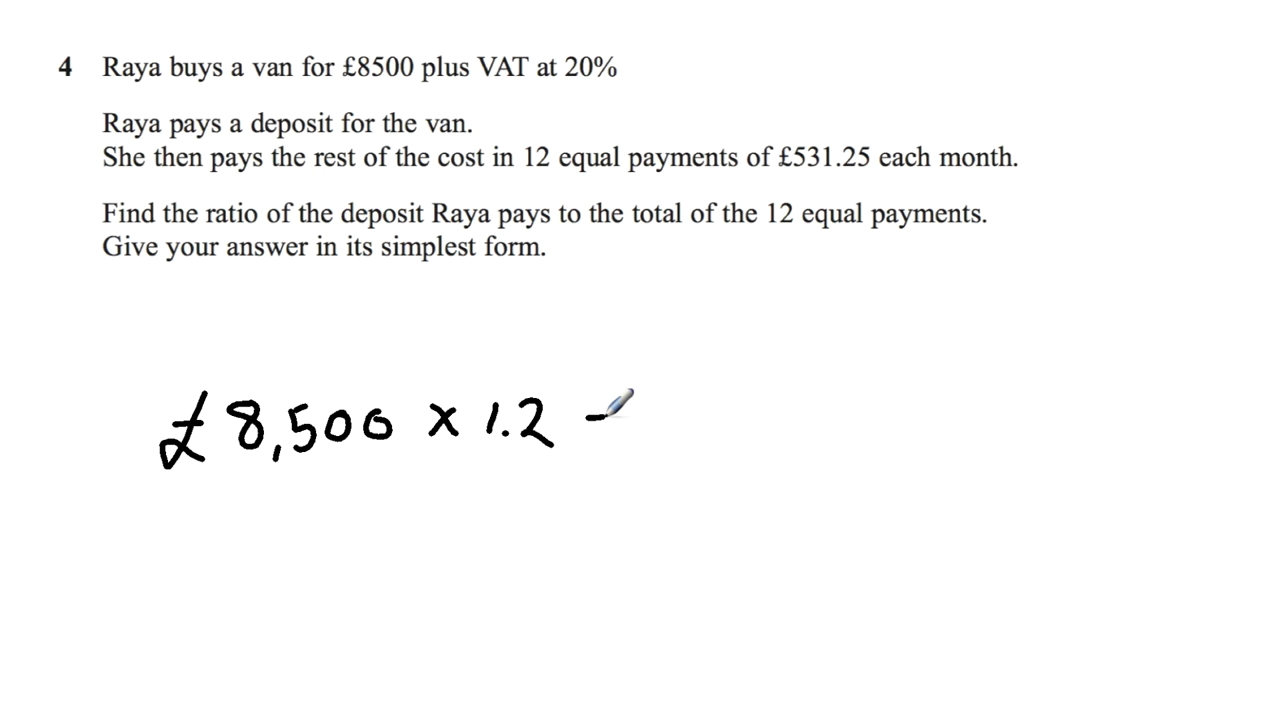 4 Raya buys a van for £8500 plus VAT at 20%
Raya pays a deposit for the van.
She then pays the rest of the cost in 12 equal payments of £531.25 each month.
Find the ratio of the deposit Raya pays to the total of the 12 equal payments.
Give your answer in its simplest form.
£8,500 × 1.2 -